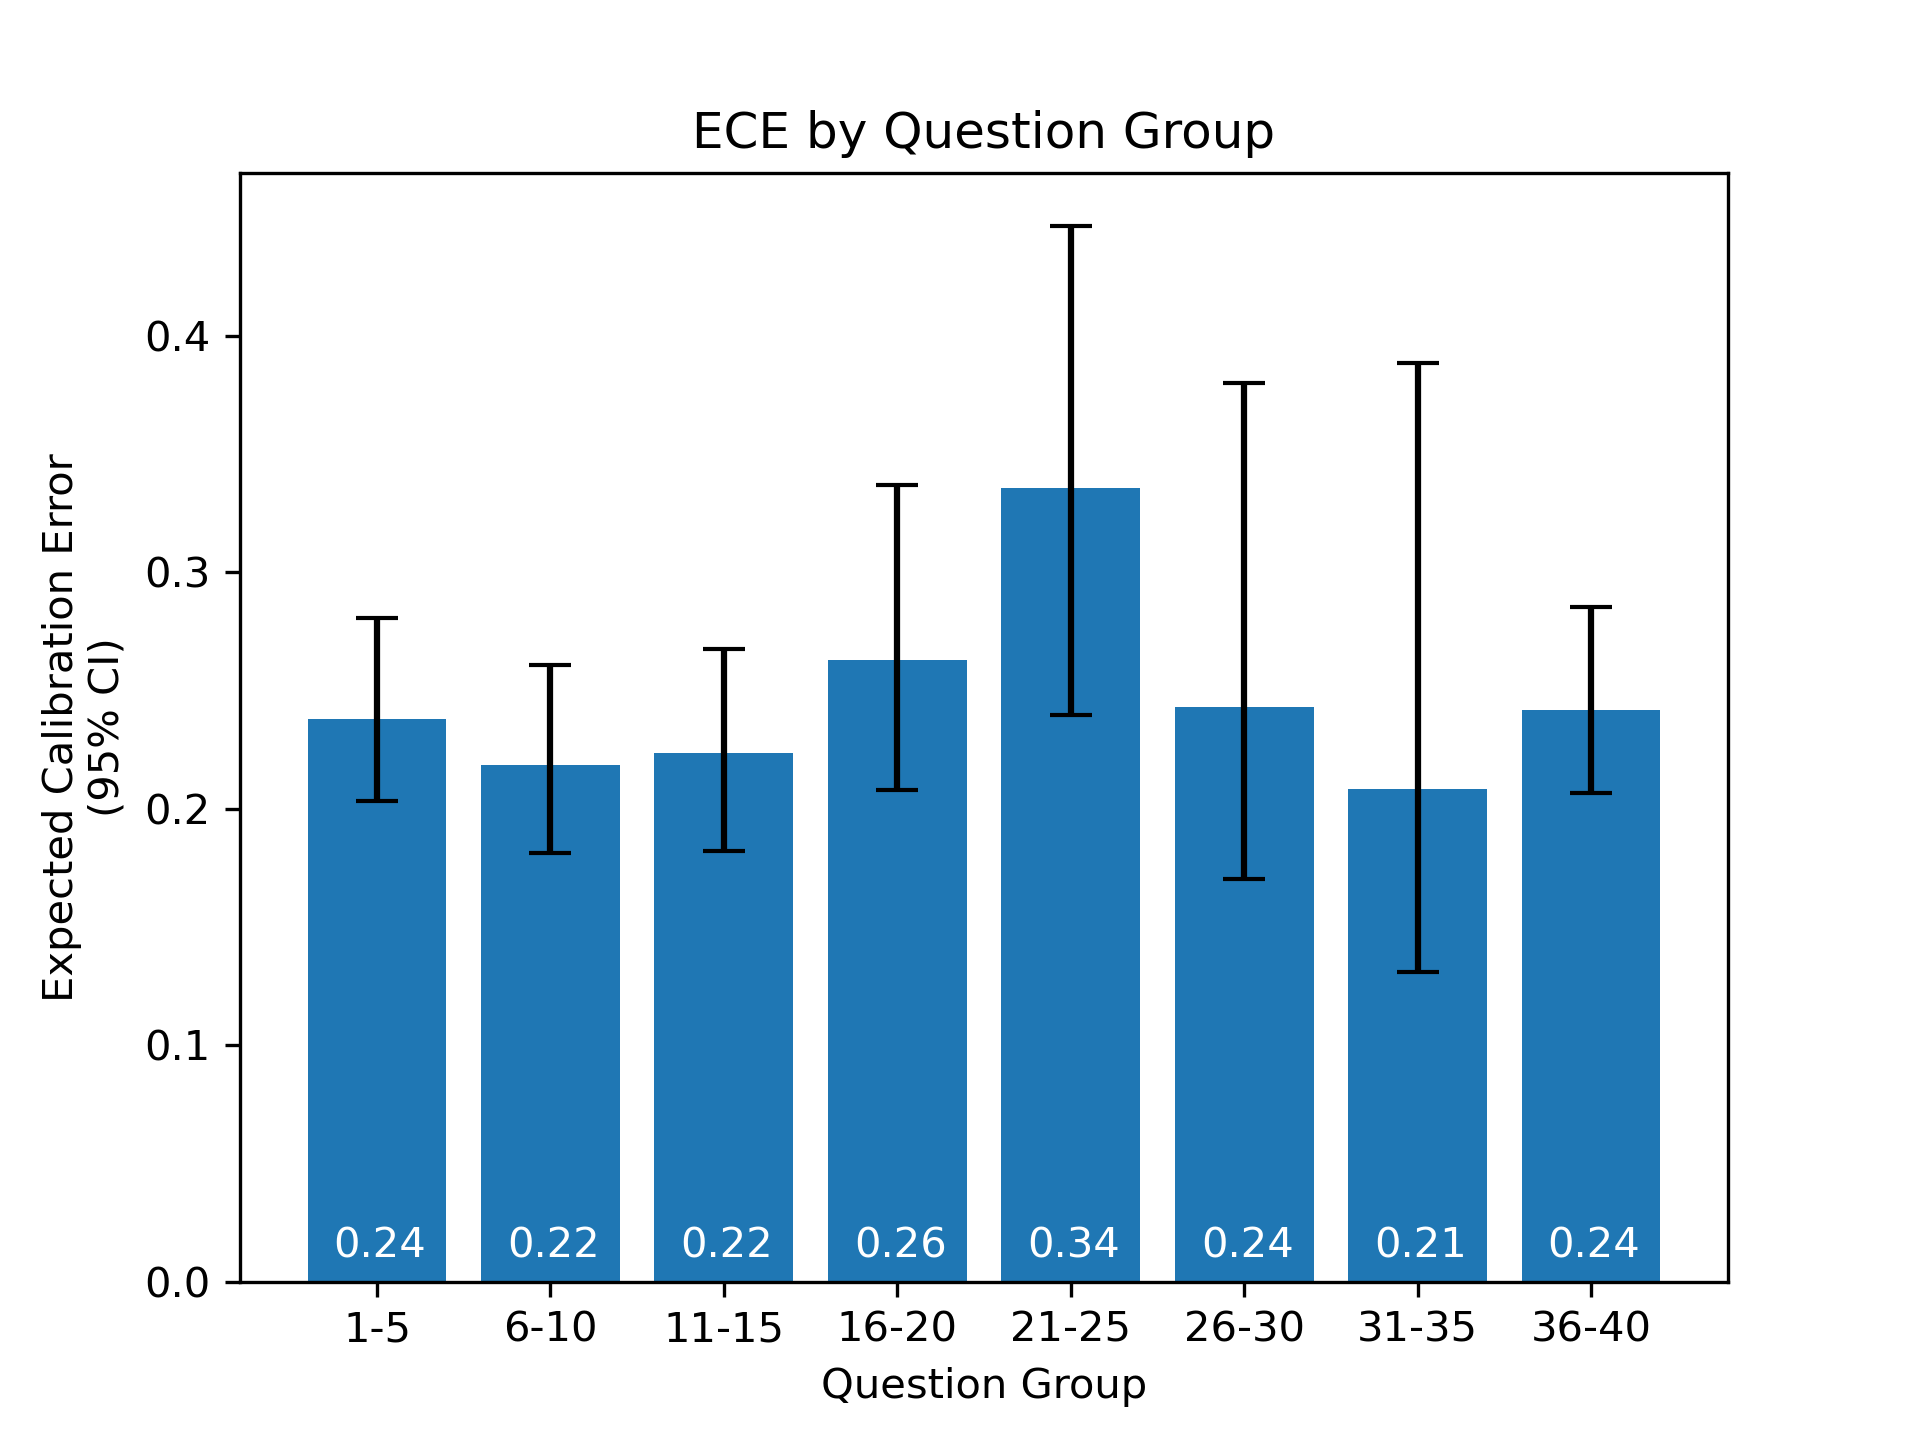 ECE by Question Group
Expected Calibration Error
(95% CI)
0.4
0.3
0.2
0.1
0.0
0.24 0.22 0.22 0.26 0.34 0.24 0.21 0.24
1-5 6-10 11-15 16-20 21-25 26-30 31-35 36-40
Question Group